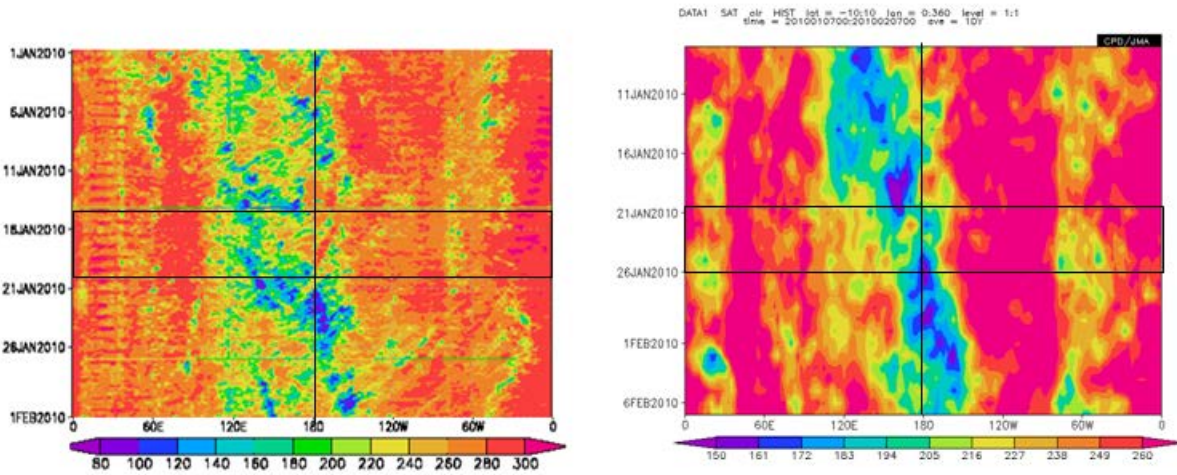 DATA1 SAT olr HIST lat = -10:10 lon = 0:360 level = 1:1
time = 2010010700:2010020700 ave = 10Y
CPD/JMA
1JAN2010
6JAN2010
11JAN2010
18JAN2010
21JAN2010
26JAN2010
1FEB2010
0 60E 120E 180 120W 60W 0
80 100 120 140 160 180 200 220 240 260 280 300
11JAN2010
16JAN2010
21JAN2010
26JAN2010
1FEB2010
6FEB2010
0 60E 120E 180 120W 60W 0
150 161 172 183 194 205 216 227 238 249 260